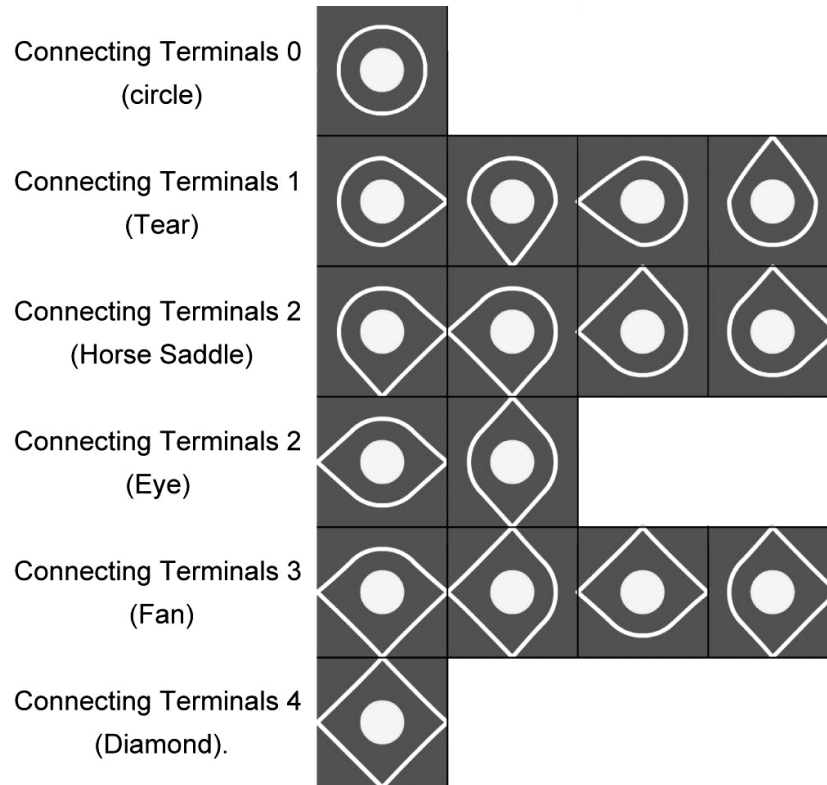 Connecting Terminals 0
(circle)
Connecting Terminals 1
(Tear)
Connecting Terminals 2
(Horse Saddle)
Connecting Terminals 2
(Eye)
Connecting Terminals 3
(Fan)
Connecting Terminals 4
(Diamond).